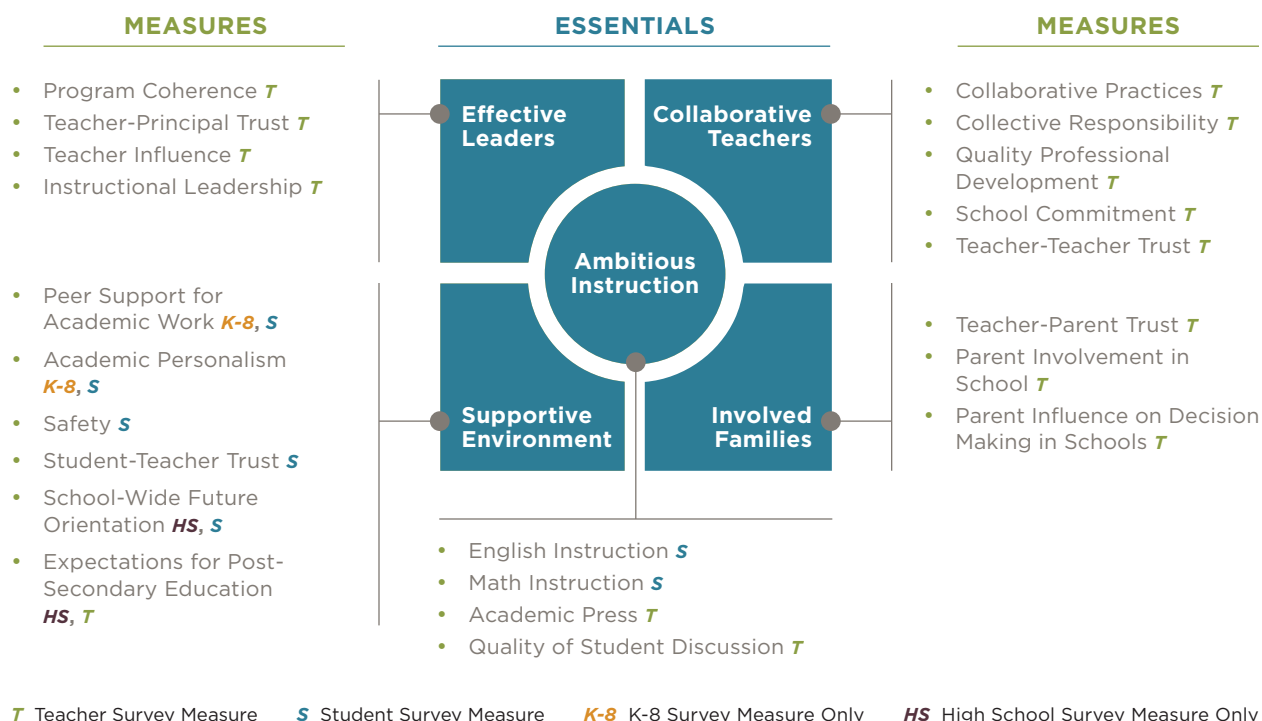 MEASURES
ESSENTIALS
MEASURES
• Program Coherence T
• Teacher-Principal Trust T
• Teacher Influence T
• Instructional Leadership T
• Peer Support for
Academic Work K-8, S
• Academic Personalism
K-8, S
• Safety S
• Student-Teacher Trust S
• School-Wide Future
Orientation HS, S
• Expectations for Post-
Secondary Education
HS, T
Effective
Leaders
Collaborative
Teachers
Ambitious
Instruction
Supportive
Environment
Involved
Families
• English Instruction S
• Math Instruction S
• Academic Press T
• Quality of Student Discussion T
• Collaborative Practices T
• Collective Responsibility T
• Quality Professional
Development T
• School Commitment T
• Teacher-Teacher Trust T
• Teacher-Parent Trust T
• Parent Involvement in
School T
• Parent Influence on Decision
Making in Schools T
T Teacher Survey Measure S Student Survey Measure K-8 K-8 Survey Measure Only HS High School Survey Measure Only